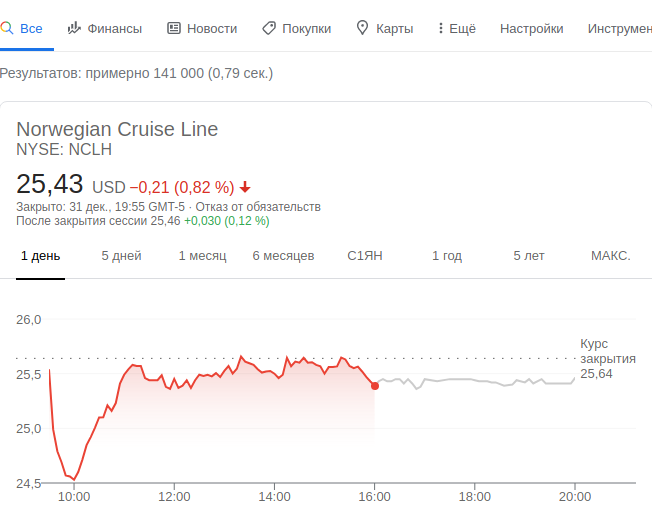 Все Финансы Новости Покупки Карты Ещё Настройки Инструмен
Результатов: примерно 141 000 (0,79 сек.)
Norwegian Cruise Line
NYSE: NCLH
25,43 USD −0,21 (0,82 %)
Закрыто: 31 дек., 19:55 GMT-5 · Отказ от обязательств
После закрытия сессии 25,46 +0,030 (0,12 %)
1 день 5 дней 1 месяц 6 месяцев С1ЯН 1 год 5 лет МАКС.
26,0
Курс
закрытия
25,64
25,5
25,0
24,5
10:00 12:00 14:00 16:00 18:00 20:00